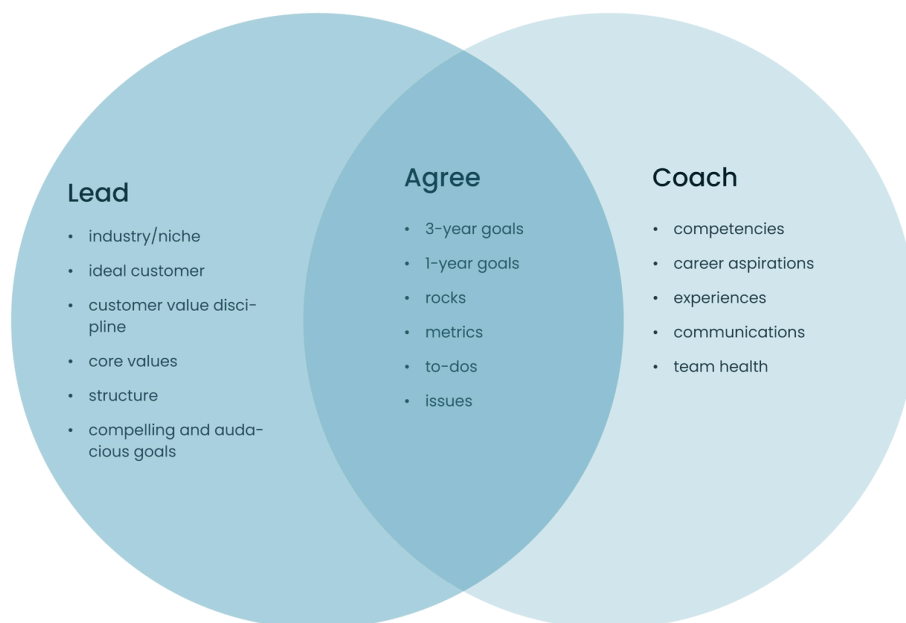 Lead
• industry/niche
• ideal customer
• customer value disci-
pline
• core values
• structure
• compelling and auda-
cious goals
Agree
• 3-year goals
• 1-year goals
• rocks
• metrics
• to-dos
• issues
Coach
• competencies
• career aspirations
• experiences
• communications
• team health